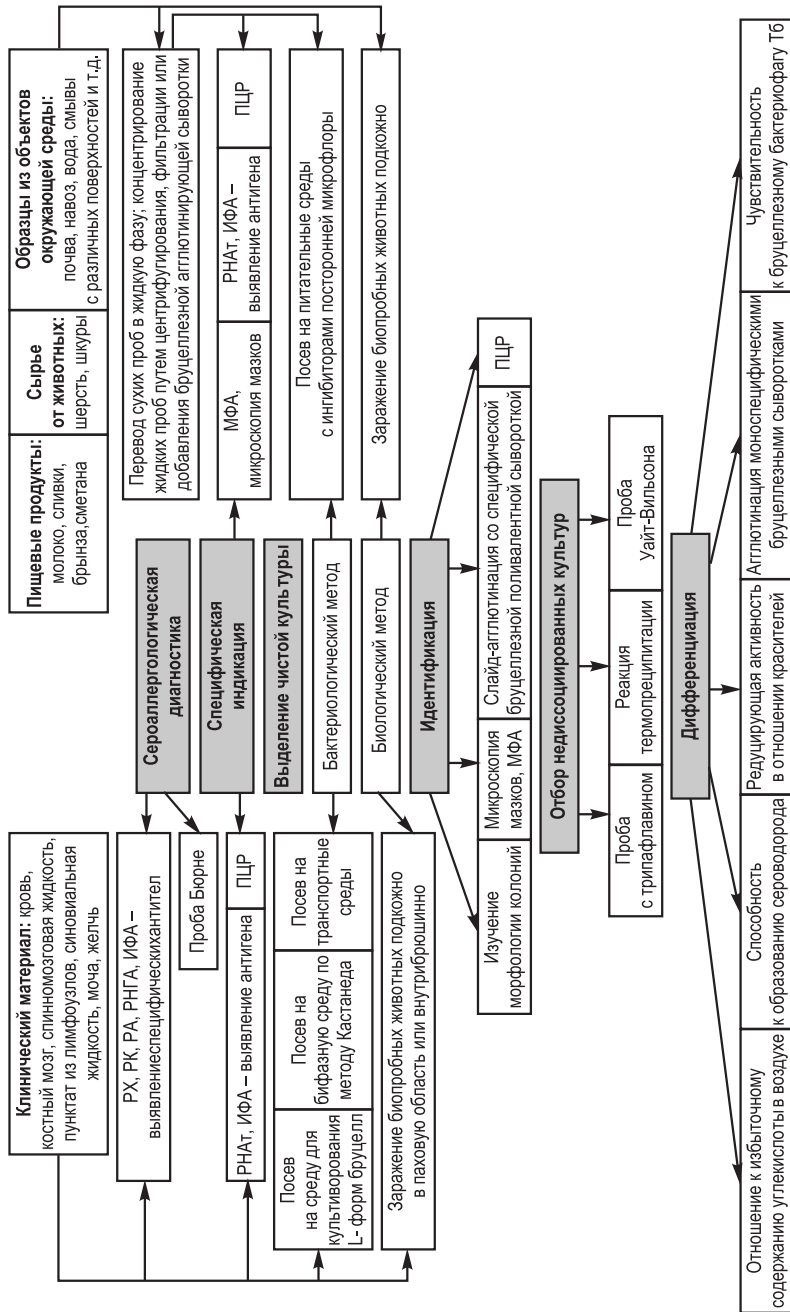 Клинический материал: кровь,
костный мозг, спинномозговая жидкость,
пунктат из лимфоузлов, синовиальная
жидкость, моча, желчь
Пищевые продукты:
молоко, сливки,
брынза,сметана
Сырье
от животных:
шерсть, шкуры
Образцы из объектов
окружающей среды:
почва, навоз, вода, смывы
с различных поверхностей и т.д.
РХ, РК, РА, РНГА, ИФА –
выявлениеспецифическихантител
Проба Бюрне
Сероаллергологическая
диагностика
Перевод сухих проб в жидкую фазу; концентрирование
жидких проб путем центрифугирования, фильтрации или
добавления бруцеллезной агглютинирующей сыворотки
РНАт, ИФА – выявление антигена
ПЦР
Специфическая
индикация
МФА,
микроскопия мазков
РНАт, ИФА –
выявление антигена
ПЦР
Выделение чистой культуры
Посев
на среду для
культиворования
L- форм бруцелл
Посев на
бифазную среду по
методу Кастанеда
Посев на
транспортные
среды
Бактериологический метод
Посев на питательные среды
с ингибиторами посторонней микрофлоры
Заражение биопробных животных подкожно
в паховую область или внутрибрюшинно
Биологический метод
Заражение биопробных животных подкожно
Идентификация
Изучение
морфологии колоний
Микроскопия
мазков, МФА
Слайд-агглютинация со специфической
бруцеллезной поливалентной сывороткой
ПЦР
Отбор недиссоциированных культур
Проба
с трипафлавином
Реакция
термопреципитации
Проба
Уайт-Вильсона
Дифференциация
Отношение к избыточному
содержанию углекислоты в воздухе
Способность
к образованию сероводорода
Редуцирующая активность
в отношении красителей
Агглютинация моноспецифическими
бруцеллезными сыворотками
Чувствительность
к бруцеллезному бактериофагу Тб